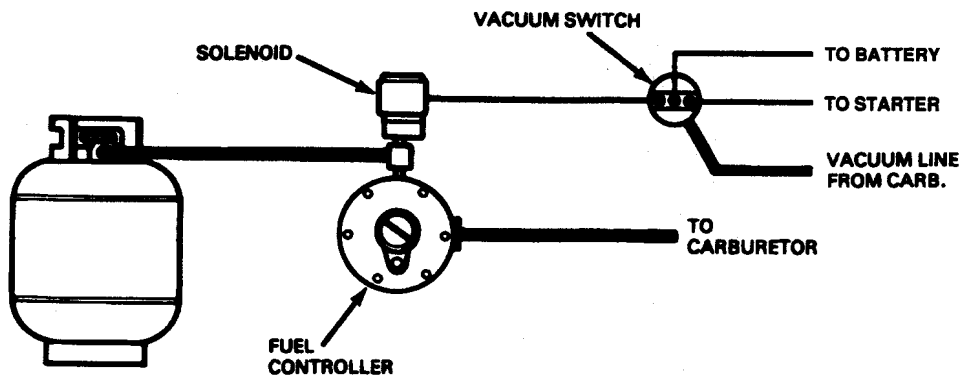 VACUUM SWITCH
SOLENOID
TO BATTERY
TO STARTER
VACUUM LINE
FROM CARB.
TO
CARBURETOR
FUEL
CONTROLLER